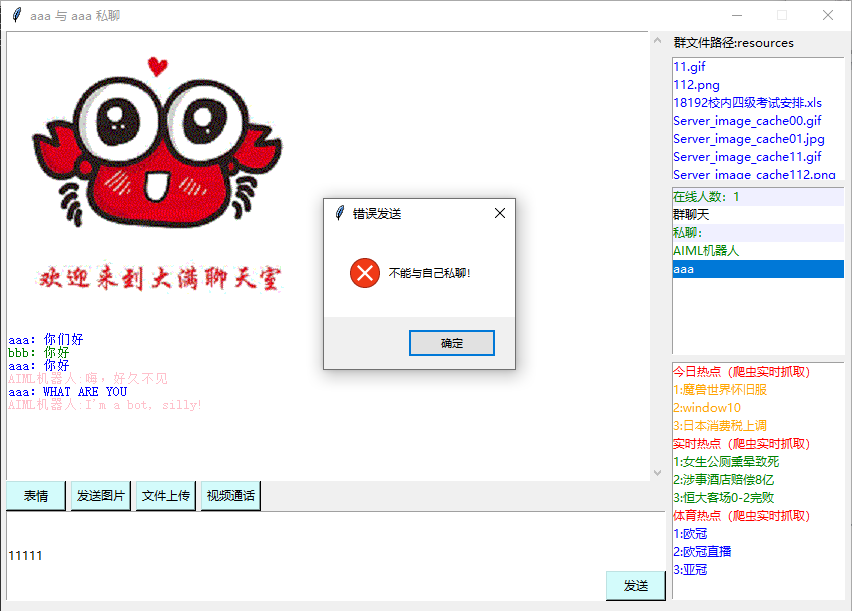 aaa 与 aaa 私聊
欢迎来到大满聊天室
aaa: 你们好
bbb: 你好
aaa: 你好
AIML机器人:嗨，好久不见
aaa: WHAT ARE YOU
AIML机器人:I'm a bot, silly!
错误发送
不能与自己私聊!
确定
表情
发送图片
文件上传
视频通话
11111
发送
群文件路径:resources
11.gif
112.png
18192校内四级考试安排.xls
Server_image_cache00.gif
Server_image_cache01.jpg
Server_image_cache11.gif
Server_image_cache112.png
在线人数：1
群聊天
私聊：
AIML机器人
aaa
今日热点（爬虫实时抓取）
1:魔兽世界怀旧服
2:window10
3:日本消费税上调
实时热点（爬虫实时抓取）
1:女生公厕熏晕致死
2:涉事酒店赔偿8亿
3:恒大客场0-2完败
体育热点（爬虫实时抓取）
1:欧冠
2:欧冠直播
3:亚冠